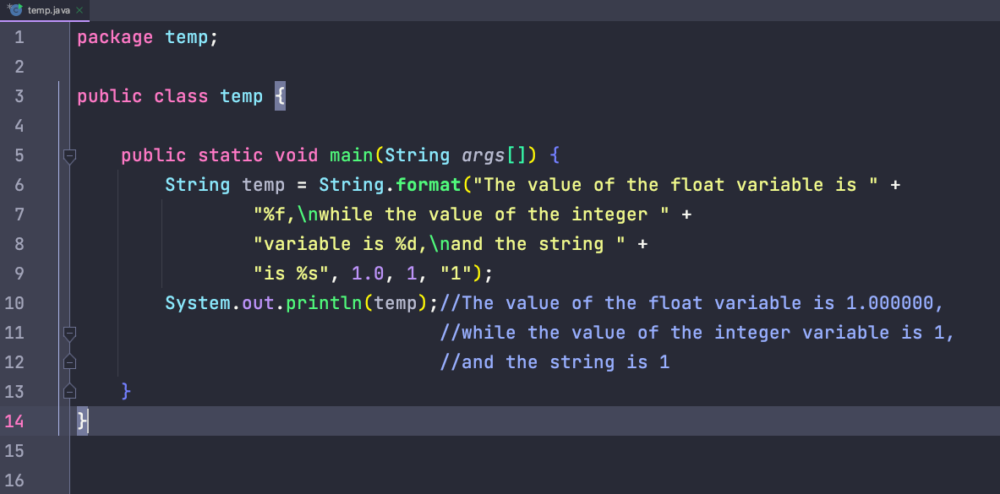 temp.java ×
1 package temp;
2
3 public class temp {
4
5 public static void main(String args[]) {
6 String temp = String.format("The value of the float variable is " +
7 "%f,\nwhile the value of the integer " +
8 "variable is %d,\nand the string " +
9 "is %s", 1.0, 1, "1");
10 System.out.println(temp);//The value of the float variable is 1.000000,
11 //while the value of the integer variable is 1,
12 //and the string is 1
13 }
14 }
15
16